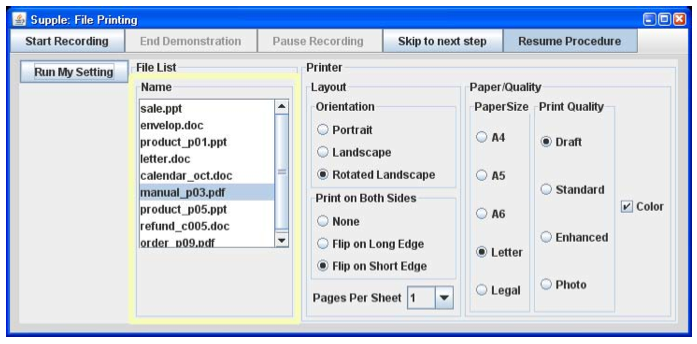 Supple: File Printing
Start Recording End Demonstration Pause Recording Skip to next step Resume Procedure
Run My Setting
File List
Name
sale.ppt
envelop.doc
product_p01.ppt
letter.doc
calendar_oct.doc
manual_p03.pdf
product_p05.ppt
refund_c005.doc
order_p09.pdf
Printer
Layout
Orientation
Portrait
Landscape
Rotated Landscape
Print on Both Sides
None
Flip on Long Edge
Flip on Short Edge
Pages Per Sheet 1
Paper/Quality
PaperSize
A4
A5
A6
Letter
Legal
Print Quality
Draft
Standard
Enhanced
Photo
Color